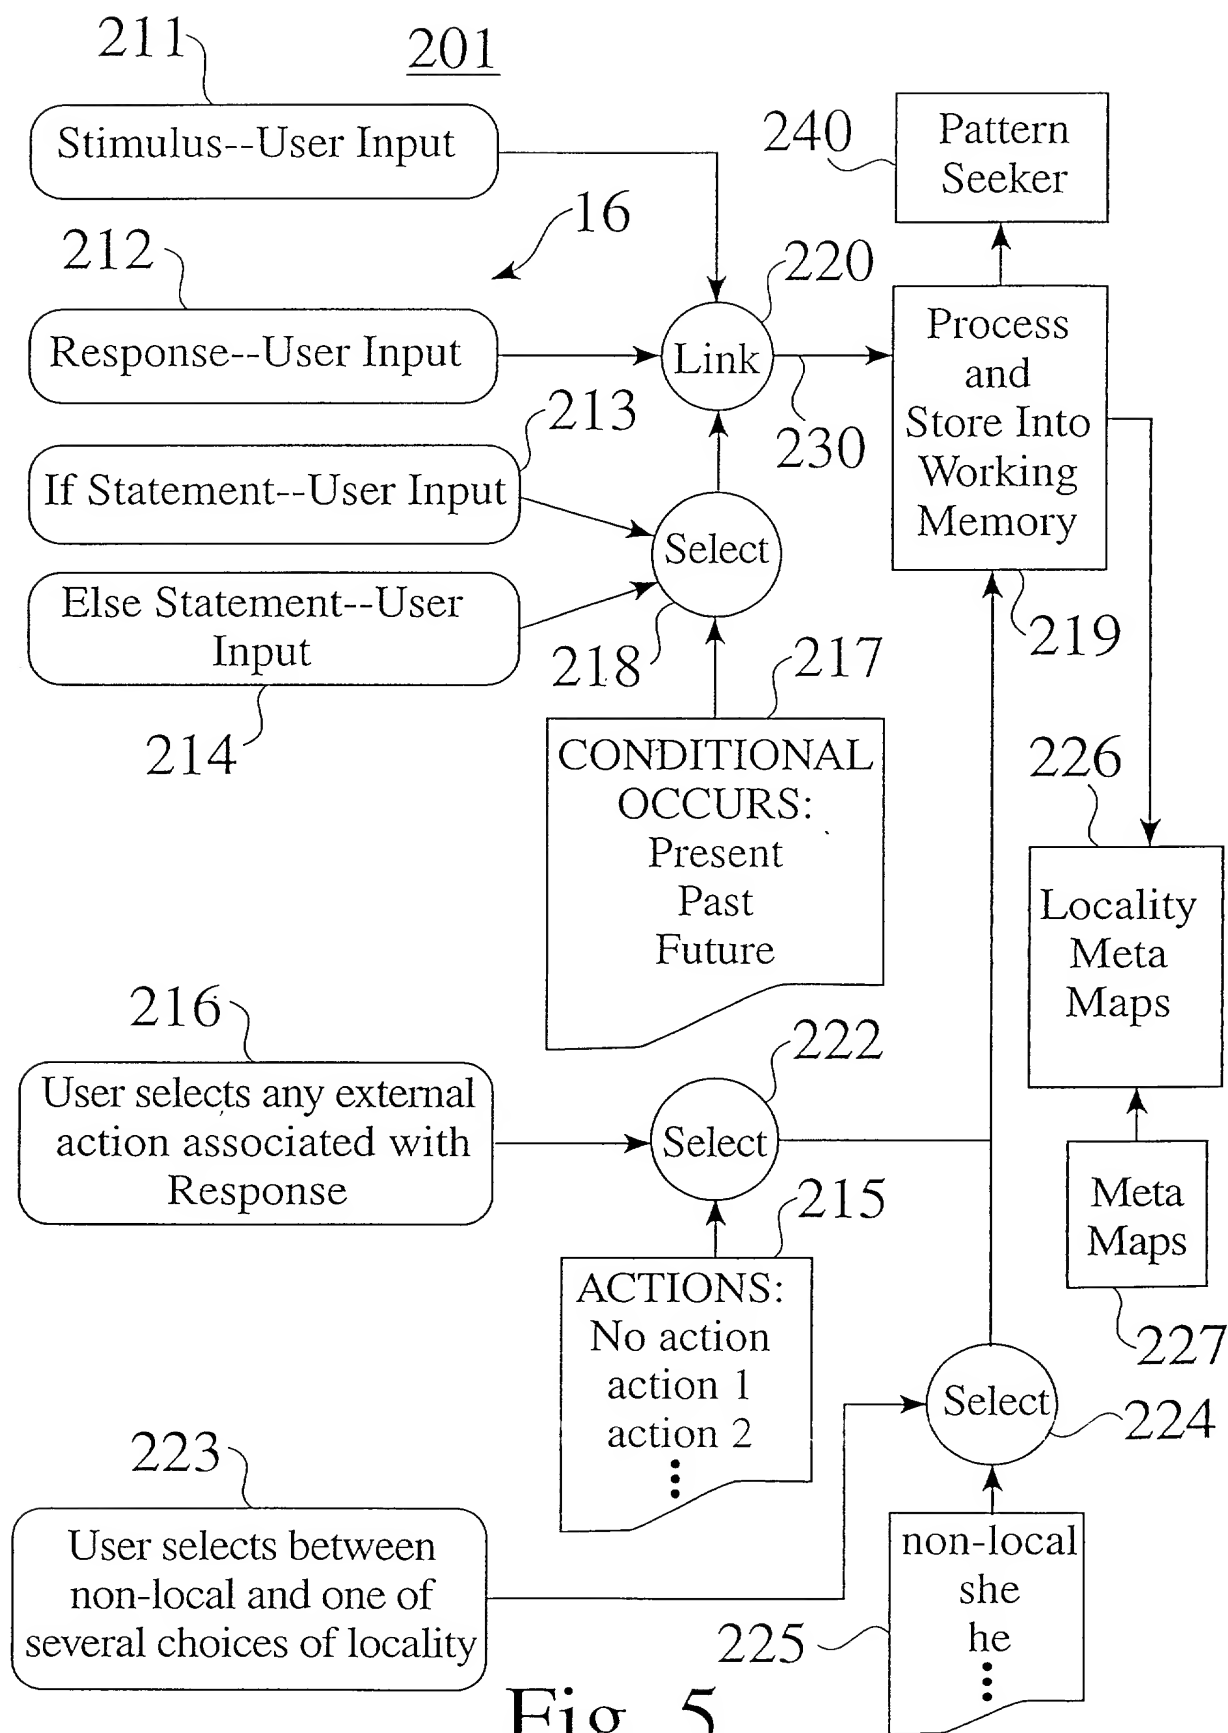 211
201
Stimulus--User Input
240
Pattern
Seeker
16
212
220
Response--User Input
Link
Process
and
Store Into
Working
Memory
213
230
If Statement--User Input
Select
Else Statement--User
Input
218
219
214
217
CONDITIONAL
OCCURS:
Present
Past
Future
226
Locality
Meta
Maps
216
222
User selects any external
action associated with
Response
Select
215
Meta
Maps
ACTIONS:
No action
action 1
action 2
227
Select
224
223
User selects between
non-local and one of
several choices of locality
non-local
she
he
225
Fig. 5